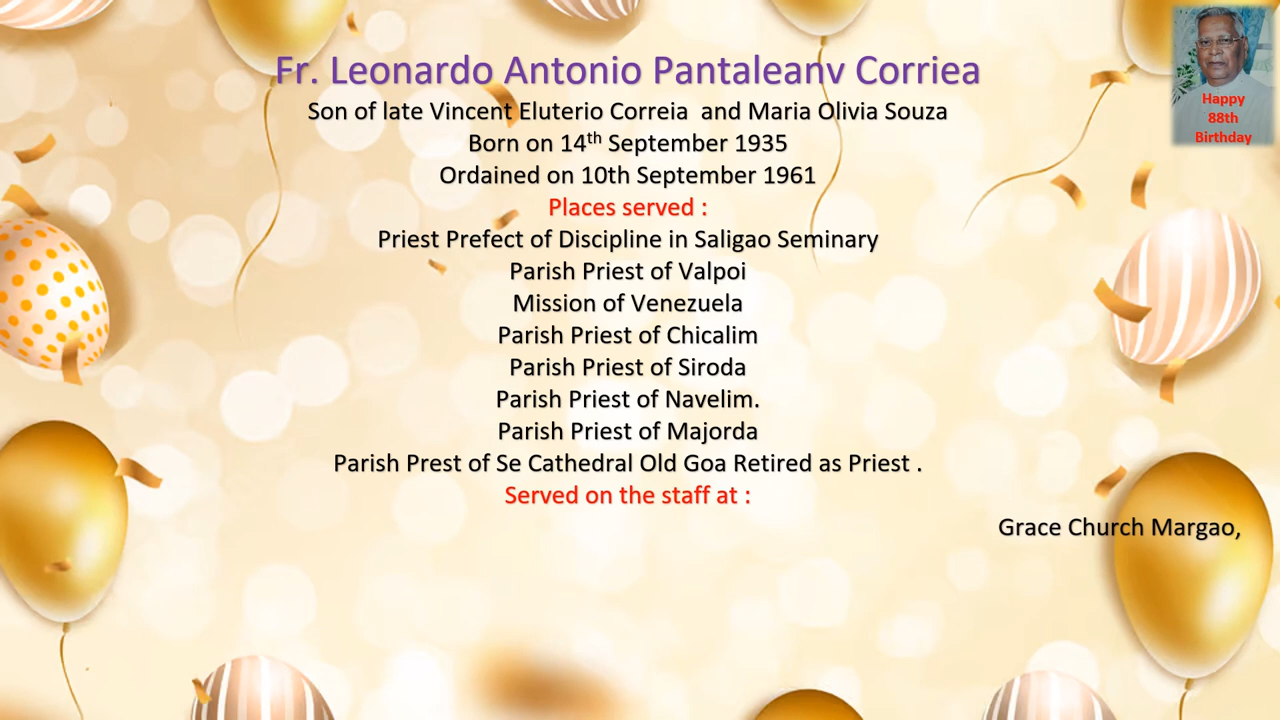 Fr. Leonardo Antonio Pantaleanv Corriea
Son of late Vincent Eluterio Correia and Maria Olivia Souza
Born on 14th September 1935
Ordained on 10th September 1961
Places served :
Priest Prefect of Discipline in Saligao Seminary
Parish Priest of Valpoi
Mission of Venezuela
Parish Priest of Chicalim
Parish Priest of Siroda
Parish Priest of Navelim.
Parish Priest of Majorda
Parish Prest of Se Cathedral Old Goa Retired as Priest .
Served on the staff at :
Grace Church Margao,
Happy
88th
Birthday